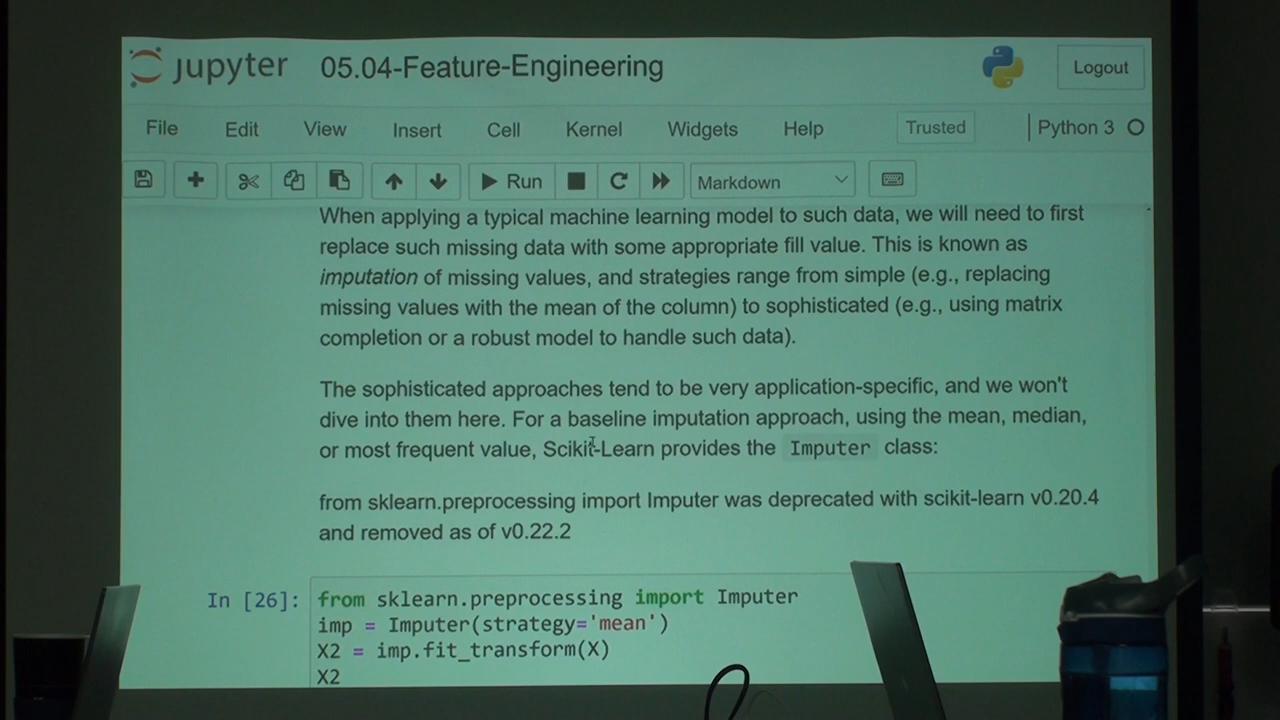 jupyter 05.04-Feature-Engineering Logout
File Edit View Insert Cell Kernel Widgets Help Trusted Python 3
Run Markdown
When applying a typical machine learning model to such data, we will need to first
replace such missing data with some appropriate fill value. This is known as
imputation of missing values, and strategies range from simple (e.g., replacing
missing values with the mean of the column) to sophisticated (e.g., using matrix
completion or a robust model to handle such data).
The sophisticated approaches tend to be very application-specific, and we won't
dive into them here. For a baseline imputation approach, using the mean, median,
or most frequent value, Scikit-Learn provides the Imputer class:
from sklearn.preprocessing import Imputer was deprecated with scikit-learn v0.20.4
and removed as of v0.22.2
In [26]: from sklearn.preprocessing import Imputer
imp = Imputer(strategy='mean')
X2 = imp.fit_transform(X)
X2